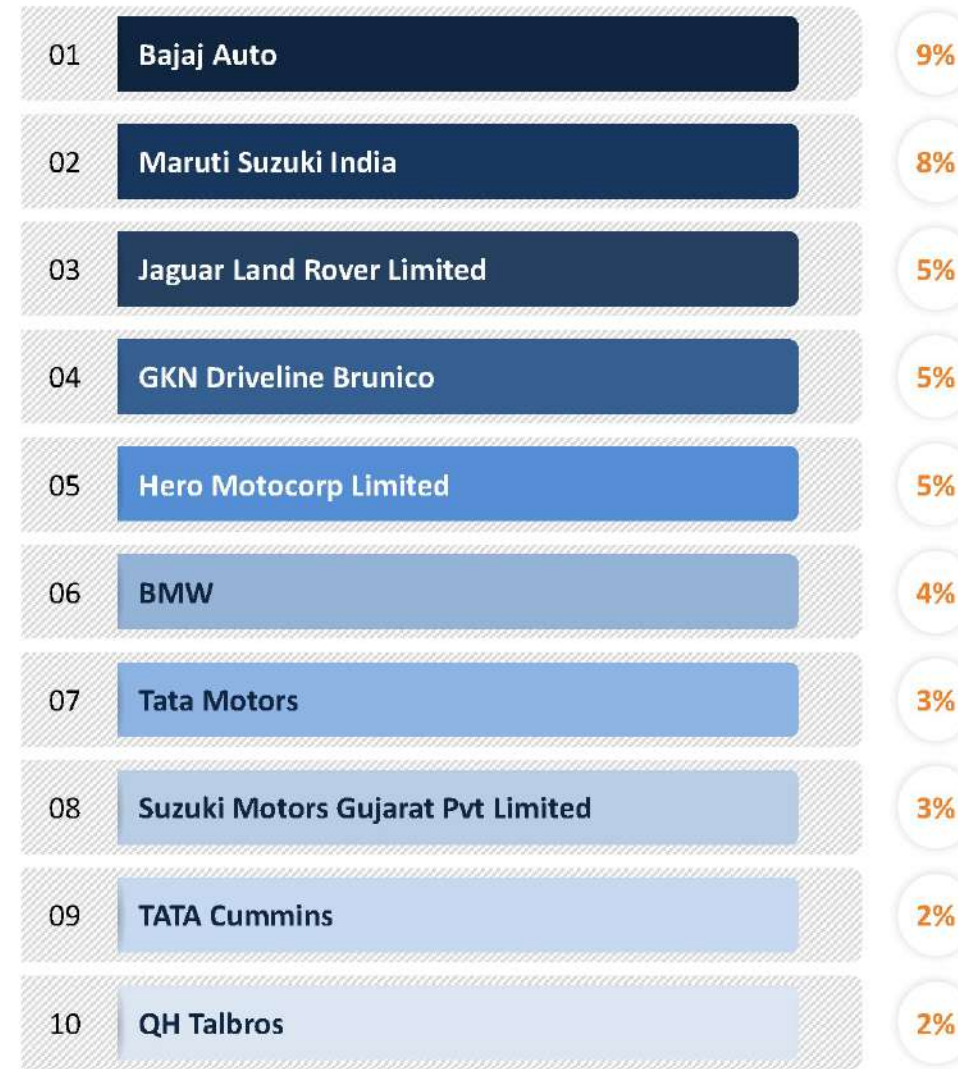 01 Bajaj Auto 9%
02 Maruti Suzuki India 8%
03 Jaguar Land Rover Limited 5%
04 GKN Driveline Brunico 5%
05 Hero Motocorp Limited 5%
06 BMW 4%
07 Tata Motors 3%
08 Suzuki Motors Gujarat Pvt Limited 3%
09 TATA Cummins 2%
10 QH Talbros 2%